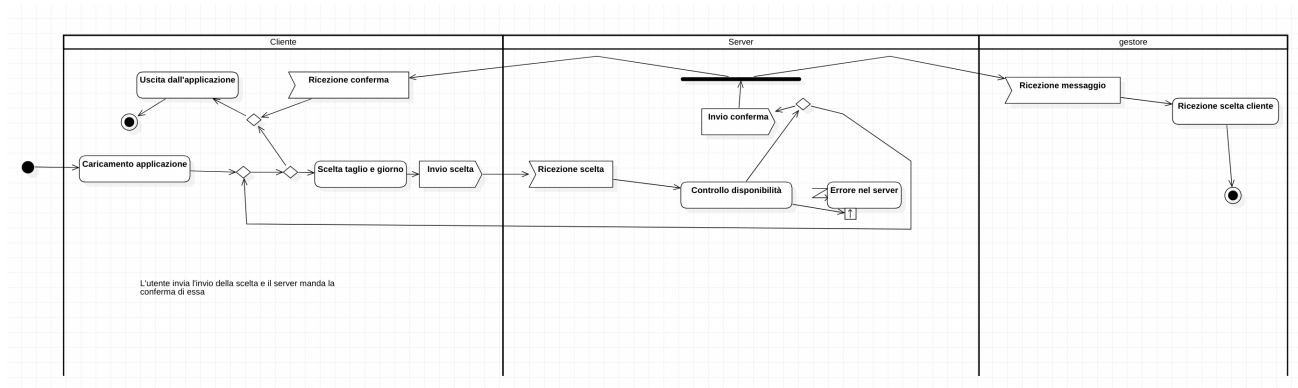 Cliente
Server
gestore
Uscita dall'applicazione
Ricezione conferma
Ricezione messaggio
Ricezione scelta cliente
Invio conferma
Caricamento applicazione
Scelta taglio e giorno
Invio scelta
Ricezione scelta
Controllo disponibilità
Errore nel server
L'utente invia l'invio della scelta e il server manda la
conferma di essa